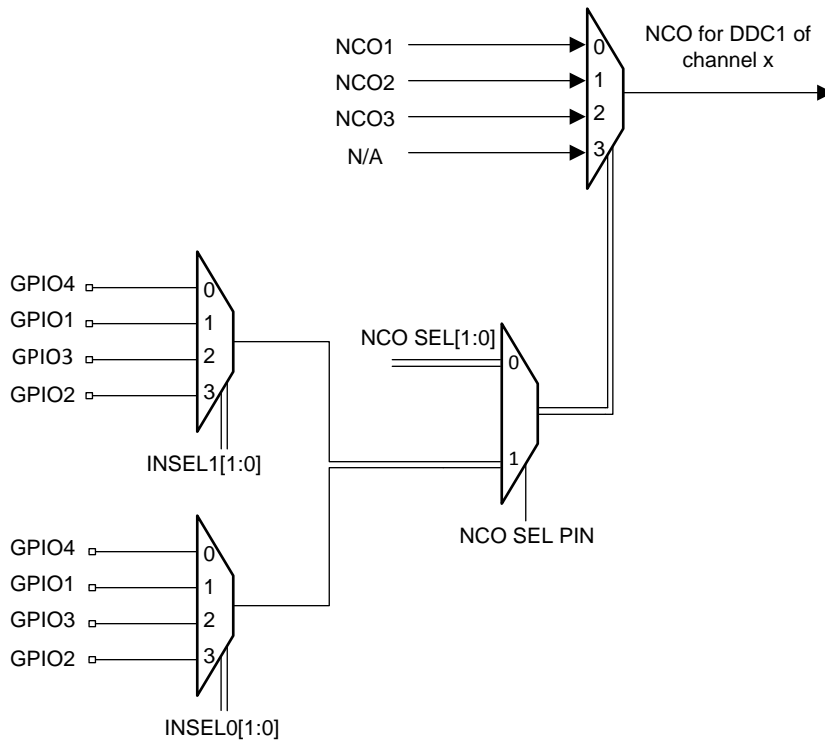 NCO1
NCO2
NCO3
N/A
0
1
2
3
NCO for DDC1 of
channel x
GPIO4
GPIO1
GPIO3
GPIO2
0
1
2
3
INSEL1[1:0]
NCO SEL[1:0]
0
1
NCO SEL PIN
GPIO4
GPIO1
GPIO3
GPIO2
0
1
2
3
INSEL0[1:0]